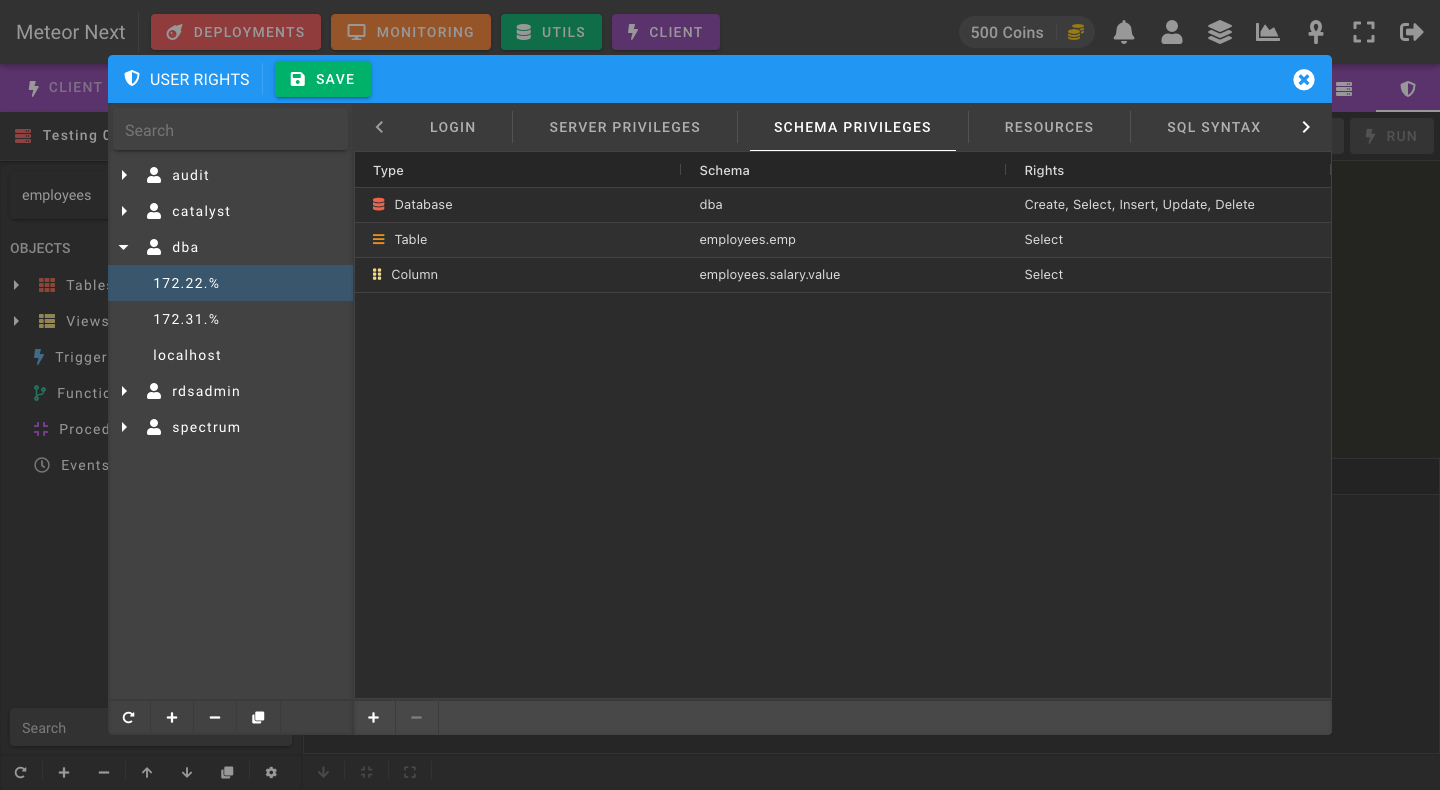 Meteor Next
DEPLOYMENTS
MONITORING
UTILS
CLIENT
500 Coins
CLIENT
USER RIGHTS
SAVE
Testing
RUN
employees
OBJECTS
Tables
Views
Trigger
Functio
Proced
Events
Search
Search
audit
catalyst
dba
172.22.%
172.31.%
localhost
rdsadmin
spectrum
LOGIN
SERVER PRIVILEGES
SCHEMA PRIVILEGES
RESOURCES
SQL SYNTAX
Type Schema Rights
Database dba Create, Select, Insert, Update, Delete
Table employees.emp Select
Column employees.salary.value Select